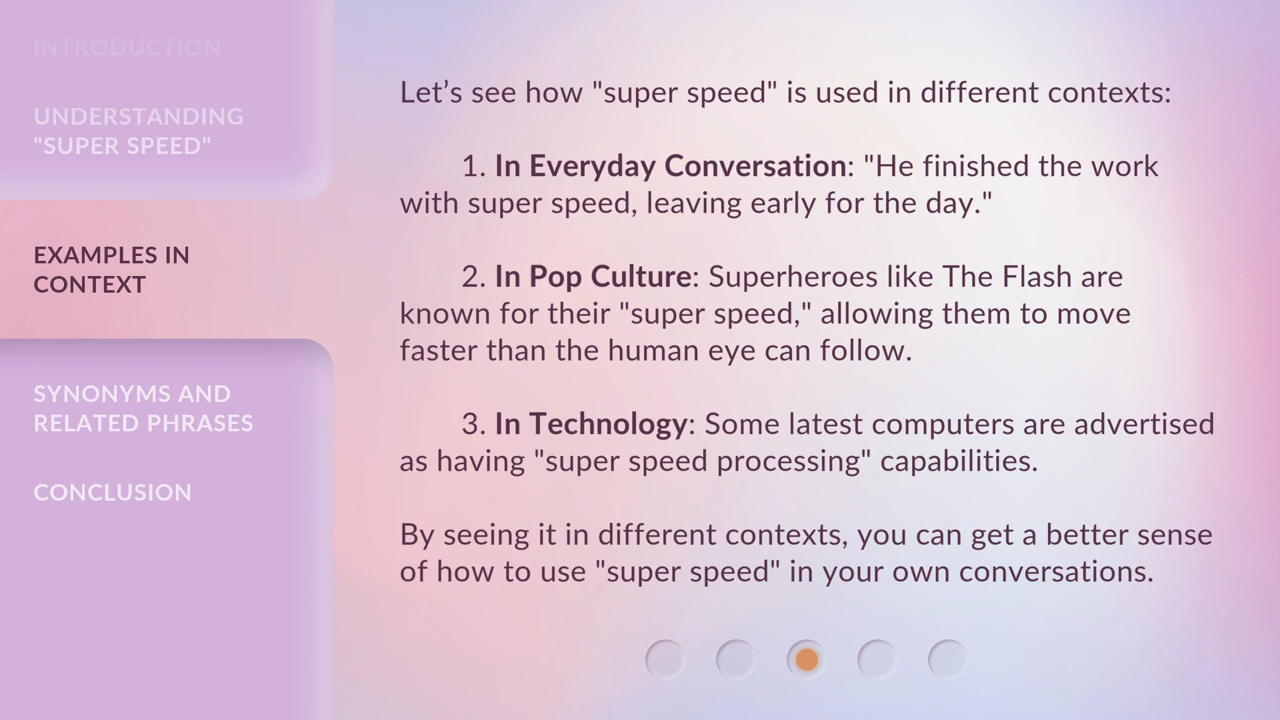 INTRODUCTION
UNDERSTANDING
"SUPER SPEED"
EXAMPLES IN
CONTEXT
SYNONYMS AND
RELATED PHRASES
CONCLUSION
Let’s see how "super speed" is used in different contexts:
1. In Everyday Conversation: "He finished the work
with super speed, leaving early for the day."
2. In Pop Culture: Superheroes like The Flash are
known for their "super speed," allowing them to move
faster than the human eye can follow.
3. In Technology: Some latest computers are advertised
as having "super speed processing" capabilities.
By seeing it in different contexts, you can get a better sense
of how to use "super speed" in your own conversations.